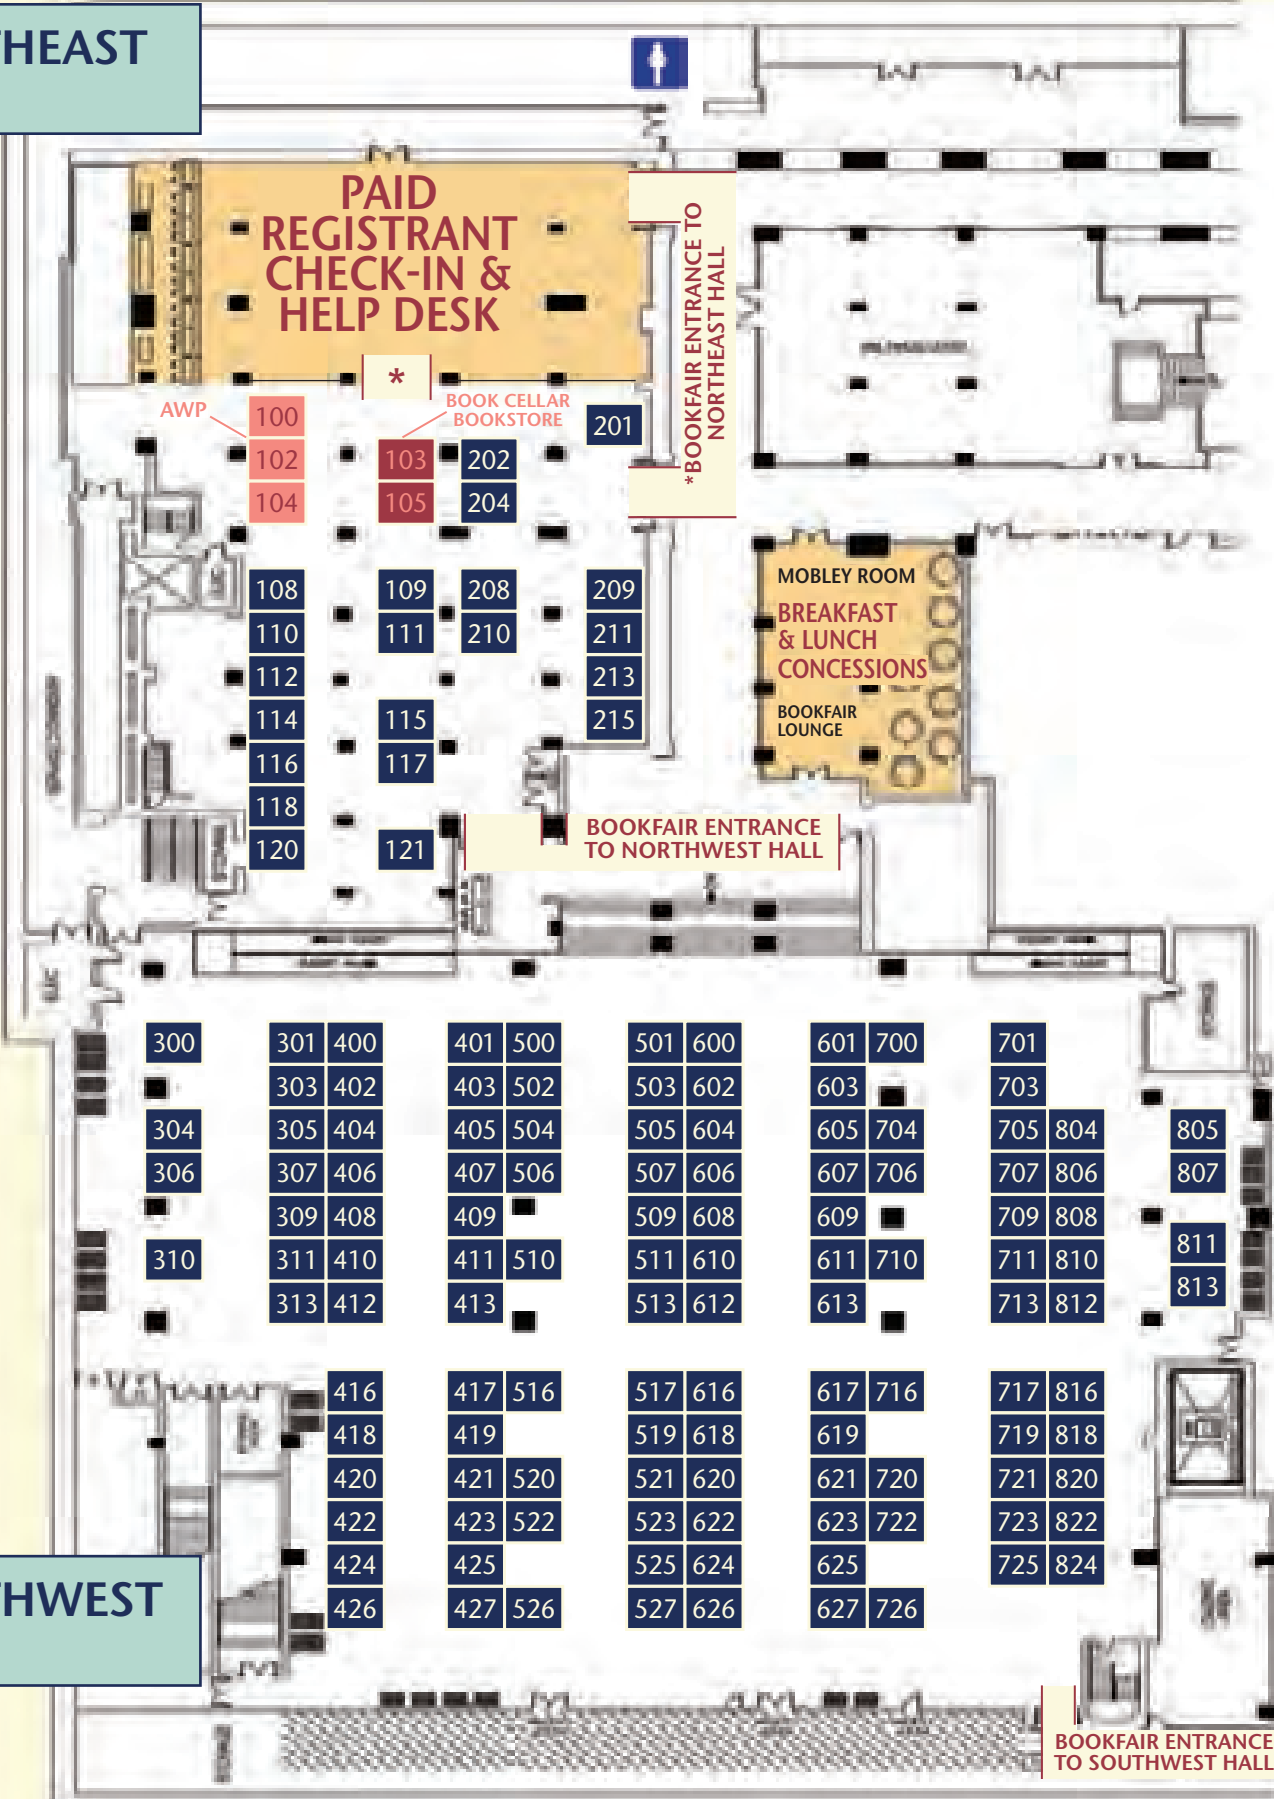 HEAST
PAID
REGISTRANT
CHECK-IN &
HELP DESK
*BOOKFAIR ENTRANCE TO
NORTHEAST HALL
*
AWP
BOOK CELLAR
BOOKSTORE
100
201
102 103 202
104 105 204
108 109 208 209
110 111 210 211
112 213
114 115 215
116 117
118
120 121
MOBLEY ROOM
BREAKFAST
& LUNCH
CONCESSIONS
BOOKFAIR
LOUNGE
BOOKFAIR ENTRANCE
TO NORTHWEST HALL
300 301 400 401 500 501 600 601 700 701
303 402 403 502 503 602 603 703
304 305 404 405 504 505 604 605 704 705 804 805
306 307 406 407 506 507 606 607 706 707 806 807
309 408 409 509 608 609 709 808
310 311 410 411 510 511 610 611 710 711 810 811
313 412 413 513 612 613 713 812 813
416 417 516 517 616 617 716 717 816
418 419 519 618 619 719 818
420 421 520 521 620 621 720 721 820
422 423 522 523 622 623 722 723 822
424 425 525 624 625 725 824
426 427 526 527 626 627 726
HWEST
BOOKFAIR ENTRANCE
TO SOUTHWEST HALL